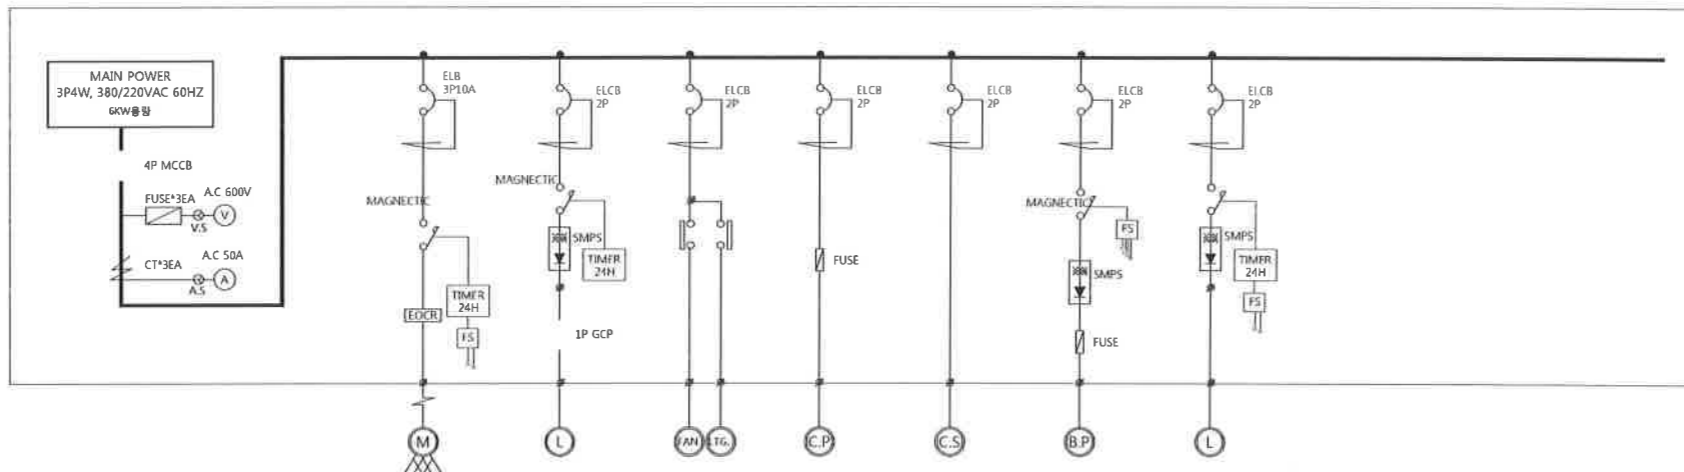 MAIN POWER
3P4W, 380/220VAC 60HZ
6KW용량
4P MCCB
FUSE*3EA
A.C 600V
V
V.S
CT*3EA
A.C 50A
A
A.S
ELB
3P10A
MAGNECTIC
TIMER
24H
EOCR
FS
M
ELCB
2P
MAGNECTIC
SMPS
TIMER
24H
1P GCP
L
ELCB
2P
FAN
LTG.
ELCB
2P
FUSE
C.P
ELCB
2P
C.S
ELCB
2P
MAGNECTIC
FS
SMPS
FUSE
B.P
ELCB
2P
SMPS
TIMER
24H
FS
L